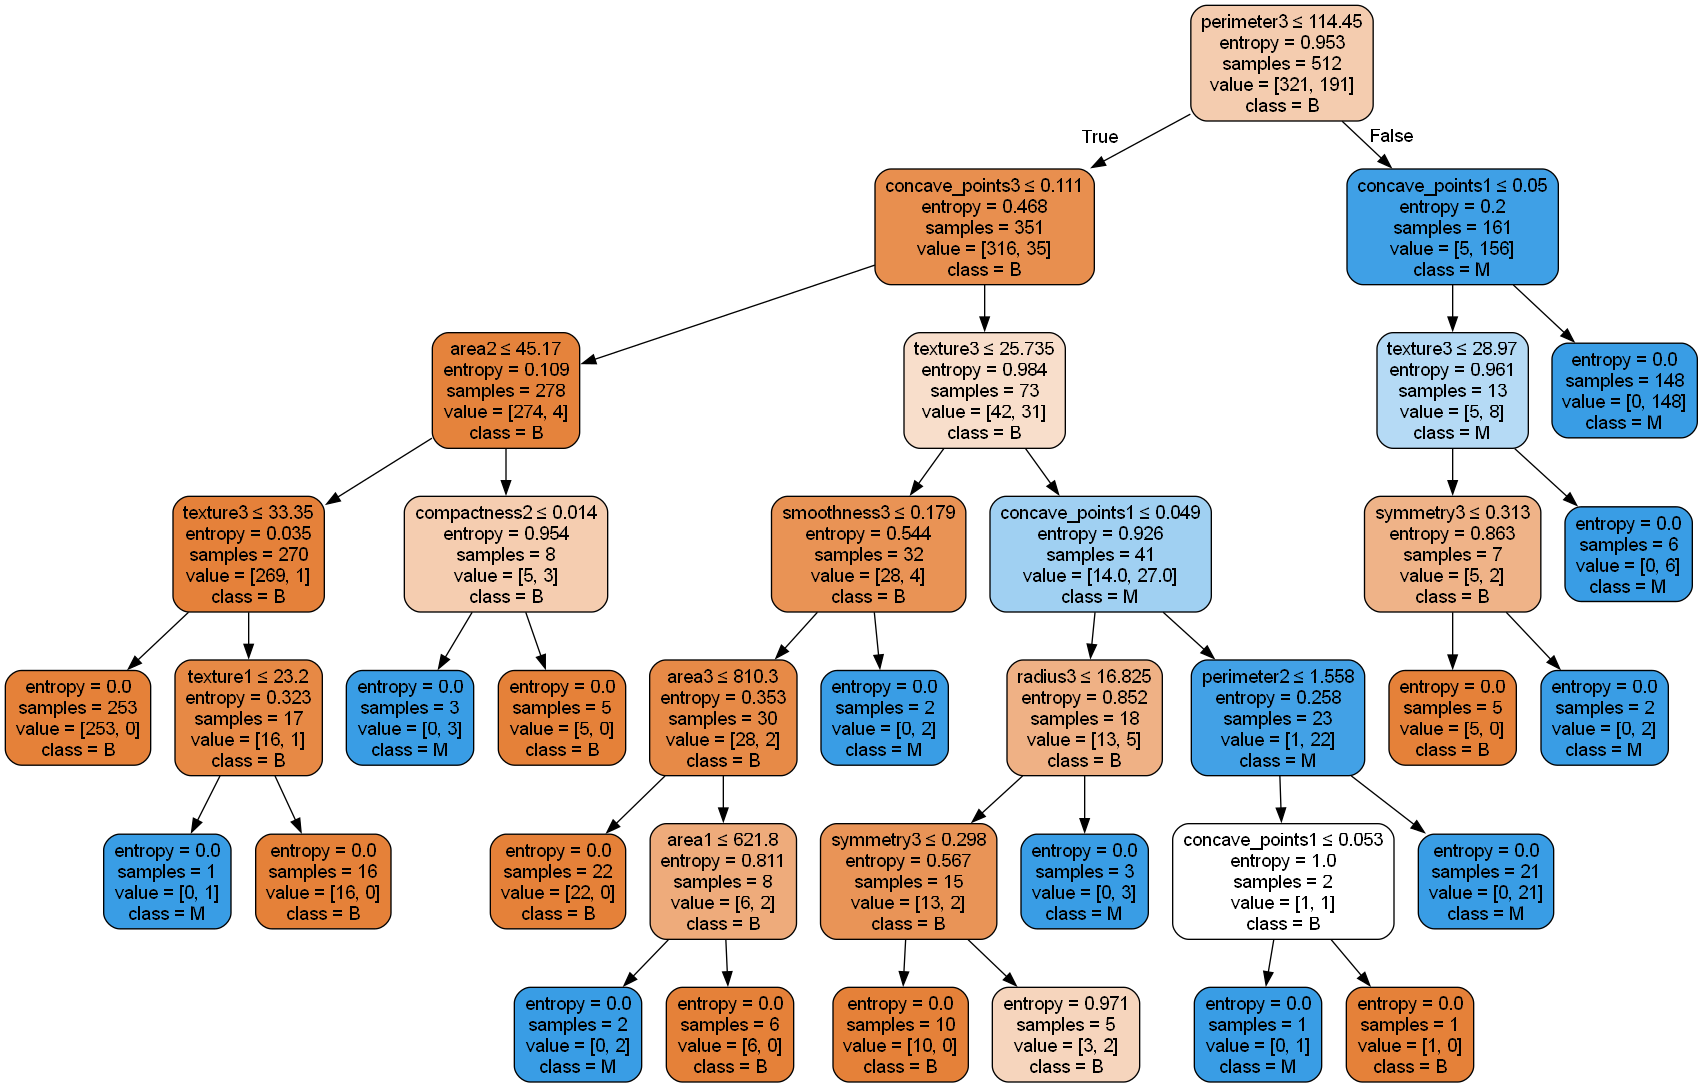 perimeter3 ≤ 114.45
entropy = 0.953
samples = 512
value = [321, 191]
class = B
True
False
concave_points3 ≤ 0.111
entropy = 0.468
samples = 351
value = [316, 35]
class = B
concave_points1 ≤ 0.05
entropy = 0.2
samples = 161
value = [5, 156]
class = M
area2 ≤ 45.17
entropy = 0.109
samples = 278
value = [274, 4]
class = B
texture3 ≤ 25.735
entropy = 0.984
samples = 73
value = [42, 31]
class = B
texture3 ≤ 28.97
entropy = 0.961
samples = 13
value = [5, 8]
class = M
entropy = 0.0
samples = 148
value = [0, 148]
class = M
texture3 ≤ 33.35
entropy = 0.035
samples = 270
value = [269, 1]
class = B
compactness2 ≤ 0.014
entropy = 0.954
samples = 8
value = [5, 3]
class = B
smoothness3 ≤ 0.179
entropy = 0.544
samples = 32
value = [28, 4]
class = B
concave_points1 ≤ 0.049
entropy = 0.926
samples = 41
value = [14.0, 27.0]
class = M
symmetry3 ≤ 0.313
entropy = 0.863
samples = 7
value = [5, 2]
class = B
entropy = 0.0
samples = 6
value = [0, 6]
class = M
entropy = 0.0
samples = 253
value = [253, 0]
class = B
texture1 ≤ 23.2
entropy = 0.323
samples = 17
value = [16, 1]
class = B
entropy = 0.0
samples = 3
value = [0, 3]
class = M
entropy = 0.0
samples = 5
value = [5, 0]
class = B
area3 ≤ 810.3
entropy = 0.353
samples = 30
value = [28, 2]
class = B
entropy = 0.0
samples = 2
value = [0, 2]
class = M
radius3 ≤ 16.825
entropy = 0.852
samples = 18
value = [13, 5]
class = B
perimeter2 ≤ 1.558
entropy = 0.258
samples = 23
value = [1, 22]
class = M
entropy = 0.0
samples = 5
value = [5, 0]
class = B
entropy = 0.0
samples = 2
value = [0, 2]
class = M
entropy = 0.0
samples = 1
value = [0, 1]
class = M
entropy = 0.0
samples = 16
value = [16, 0]
class = B
entropy = 0.0
samples = 22
value = [22, 0]
class = B
area1 ≤ 621.8
entropy = 0.811
samples = 8
value = [6, 2]
class = B
symmetry3 ≤ 0.298
entropy = 0.567
samples = 15
value = [13, 2]
class = B
entropy = 0.0
samples = 3
value = [0, 3]
class = M
concave_points1 ≤ 0.053
entropy = 1.0
samples = 2
value = [1, 1]
class = B
entropy = 0.0
samples = 21
value = [0, 21]
class = M
entropy = 0.0
samples = 2
value = [0, 2]
class = M
entropy = 0.0
samples = 6
value = [6, 0]
class = B
entropy = 0.0
samples = 10
value = [10, 0]
class = B
entropy = 0.971
samples = 5
value = [3, 2]
class = B
entropy = 0.0
samples = 1
value = [0, 1]
class = M
entropy = 0.0
samples = 1
value = [1, 0]
class = B